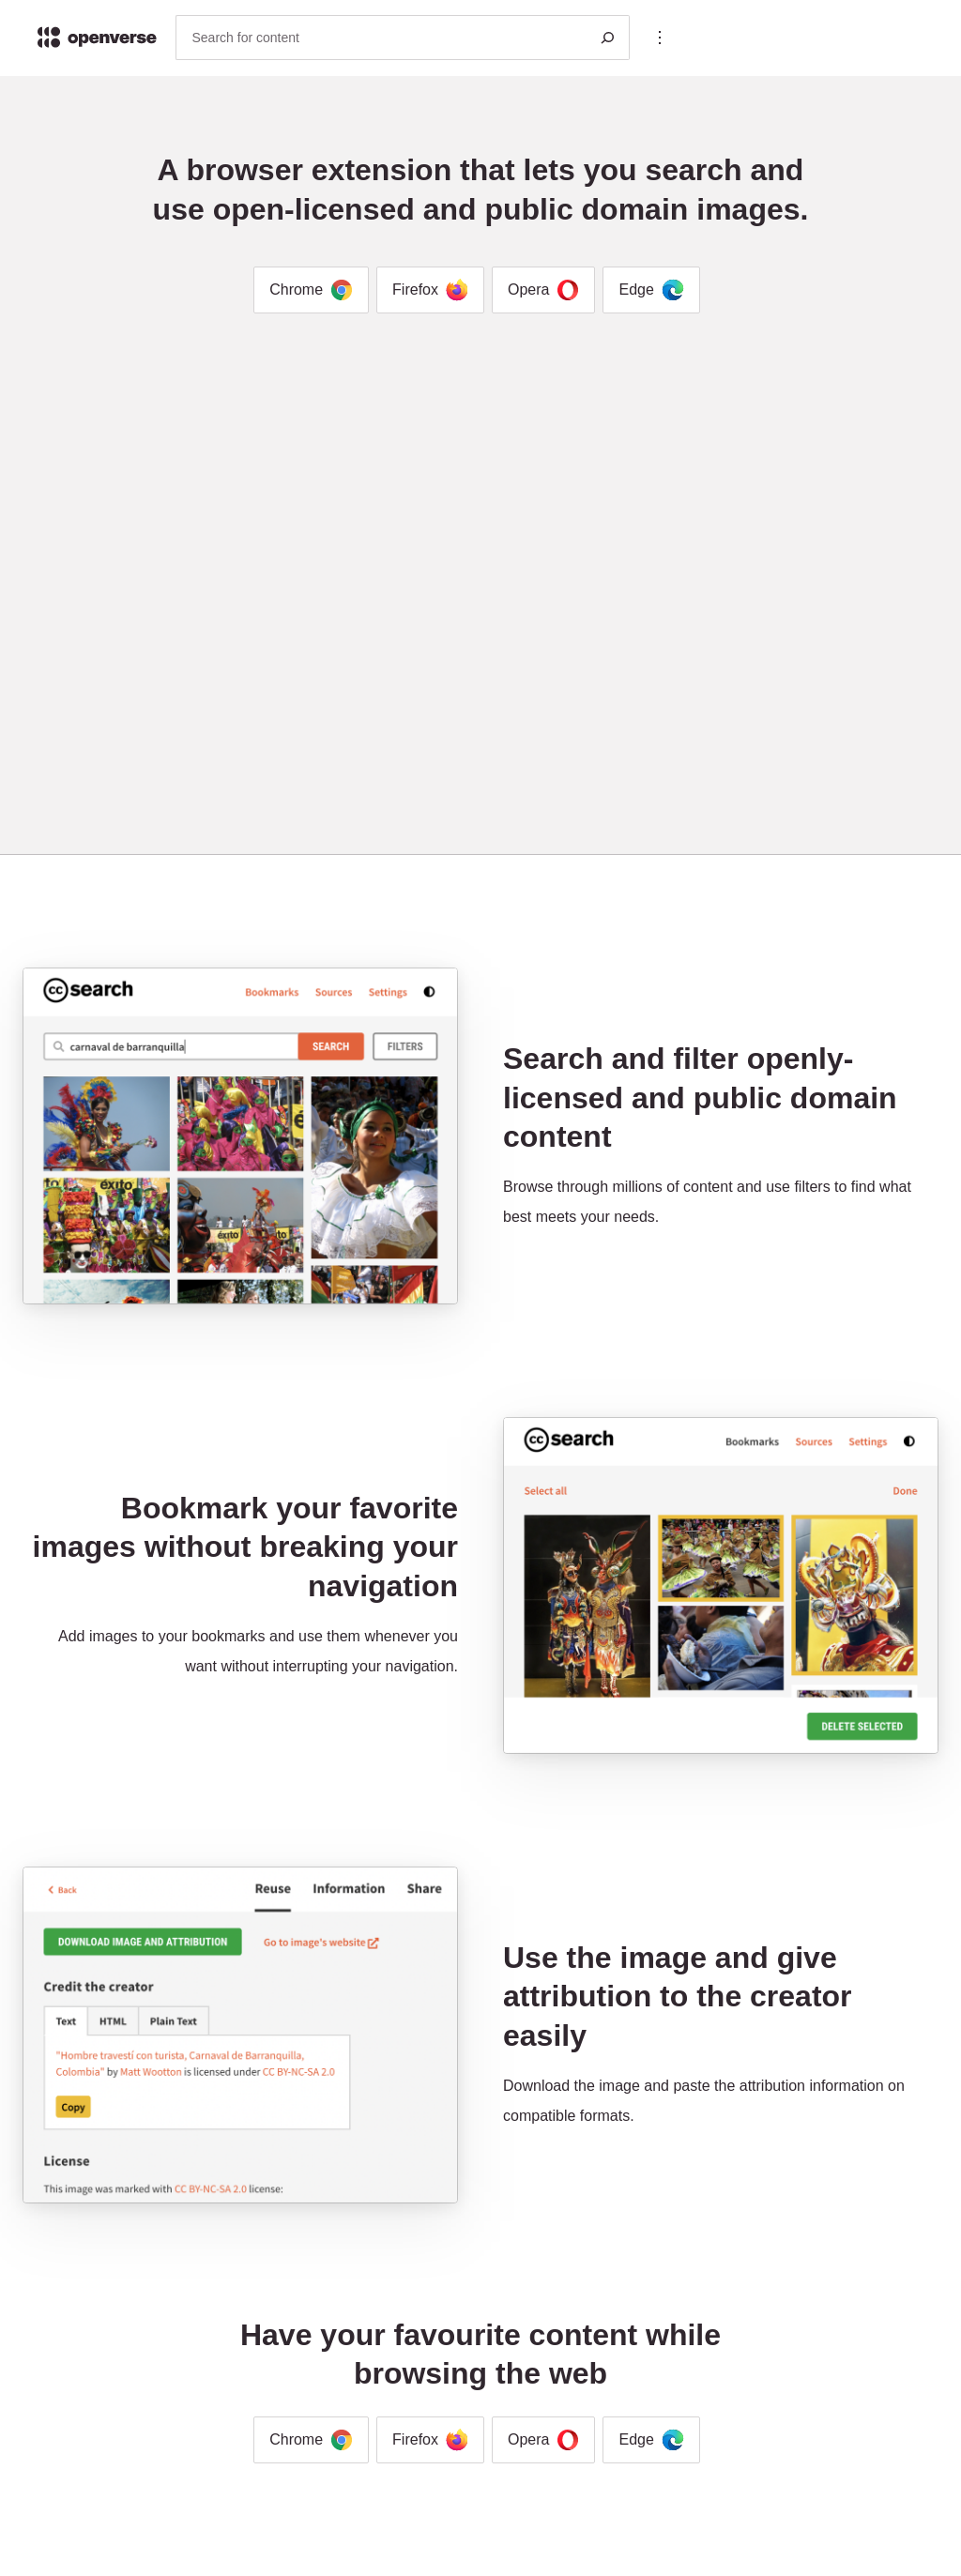 openverse
Search for content
A browser extension that lets you search and
use open-licensed and public domain images.
Chrome
Firefox
Opera
Edge
cc search
Bookmarks
Sources
Settings
carnaval de barranquilla
SEARCH
FILTERS
éxito
éxito
Search and filter openly-
licensed and public domain
content
Browse through millions of content and use filters to find what
best meets your needs.
Bookmark your favorite
images without breaking your
navigation
Add images to your bookmarks and use them whenever you
want without interrupting your navigation.
cc search
Bookmarks
Sources
Settings
Select all
Done
DELETE SELECTED
Back
Reuse
Information
Share
DOWNLOAD IMAGE AND ATTRIBUTION
Go to image's website
Credit the creator
Text
HTML
Plain Text
"Hombre travestí con turista, Carnaval de Barranquilla,
Colombia" by Matt Wootton is licensed under CC BY-NC-SA 2.0
Copy
License
This image was marked with CC BY-NC-SA 2.0 license:
Use the image and give
attribution to the creator
easily
Download the image and paste the attribution information on
compatible formats.
Have your favourite content while
browsing the web
Chrome
Firefox
Opera
Edge